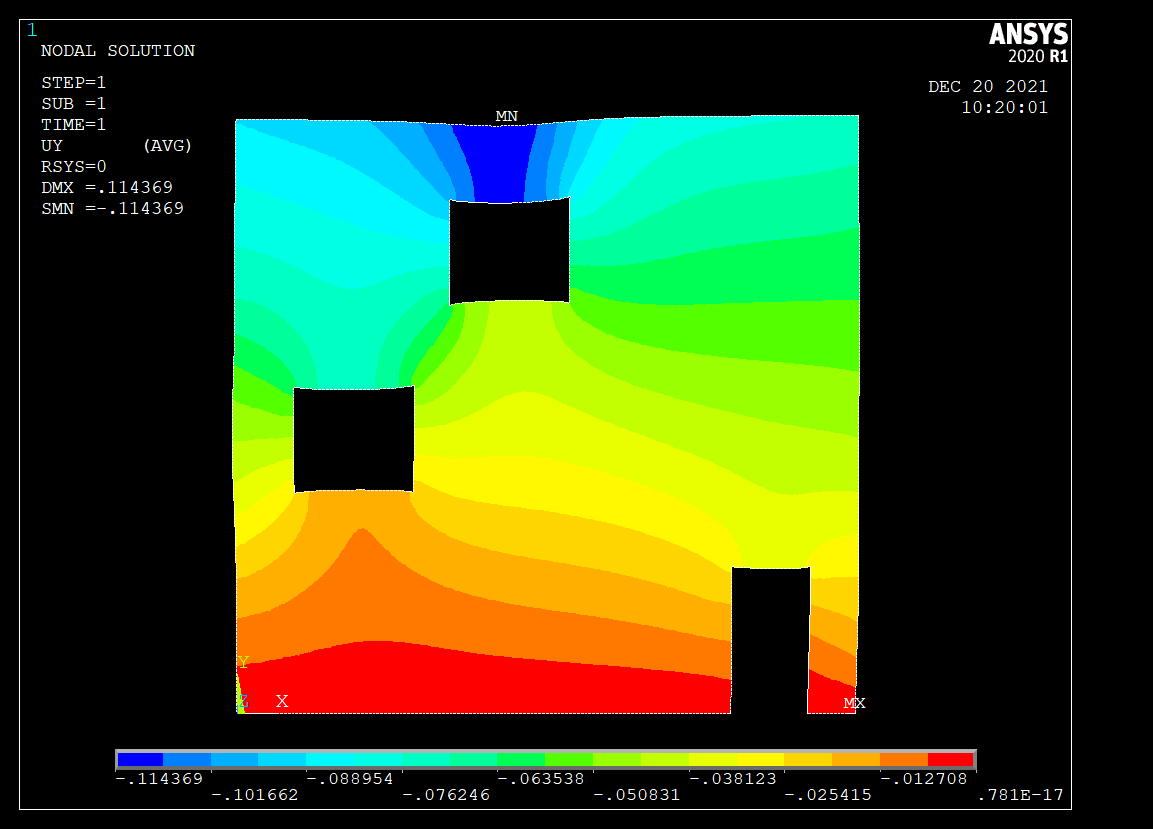 1
NODAL SOLUTION
STEP=1
SUB =1
TIME=1
UY (AVG)
RSYS=0
DMX =.114369
SMN =-.114369
ANSYS
2020 R1
DEC 20 2021
10:20:01
MN
Y
Z X
MX
-.114369 -.088954 -.063538 -.038123 -.012708
-.101662 -.076246 -.050831 -.025415 .781E-17